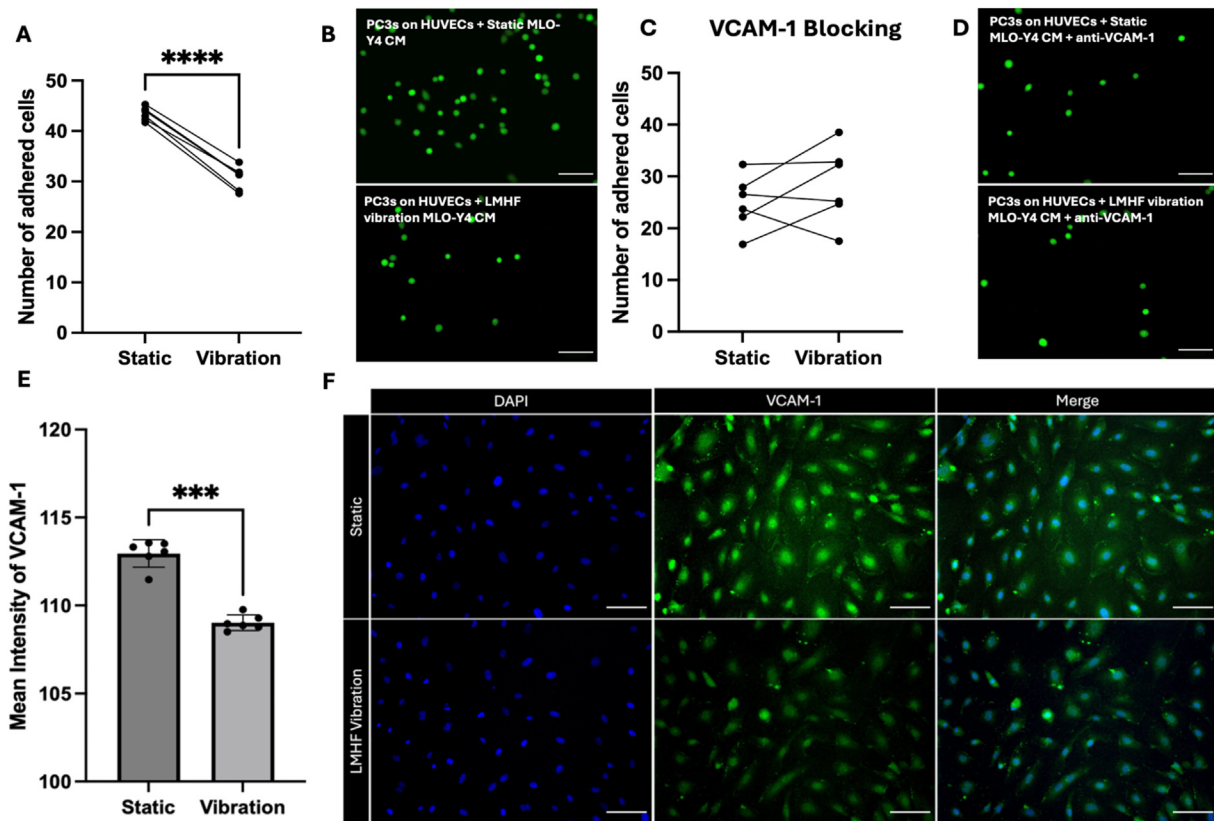 A
****
Number of adhered cells
50
40
30
20
10
0
Static
Vibration
B
PC3s on HUVECs + Static MLO-
Y4 CM
PC3s on HUVECs + LMHF
vibration MLO-Y4 CM
C
VCAM-1 Blocking
Number of adhered cells
50
40
30
20
10
0
Static
Vibration
D
PC3s on HUVECs + Static
MLO-Y4 CM + anti-VCAM-1
PC3s on HUVECs + LMHF vibration
MLO-Y4 CM + anti-VCAM-1
E
***
Mean Intensity of VCAM-1
120
115
110
105
100
Static
Vibration
F
DAPI
VCAM-1
Merge
Static
LMHF Vibration